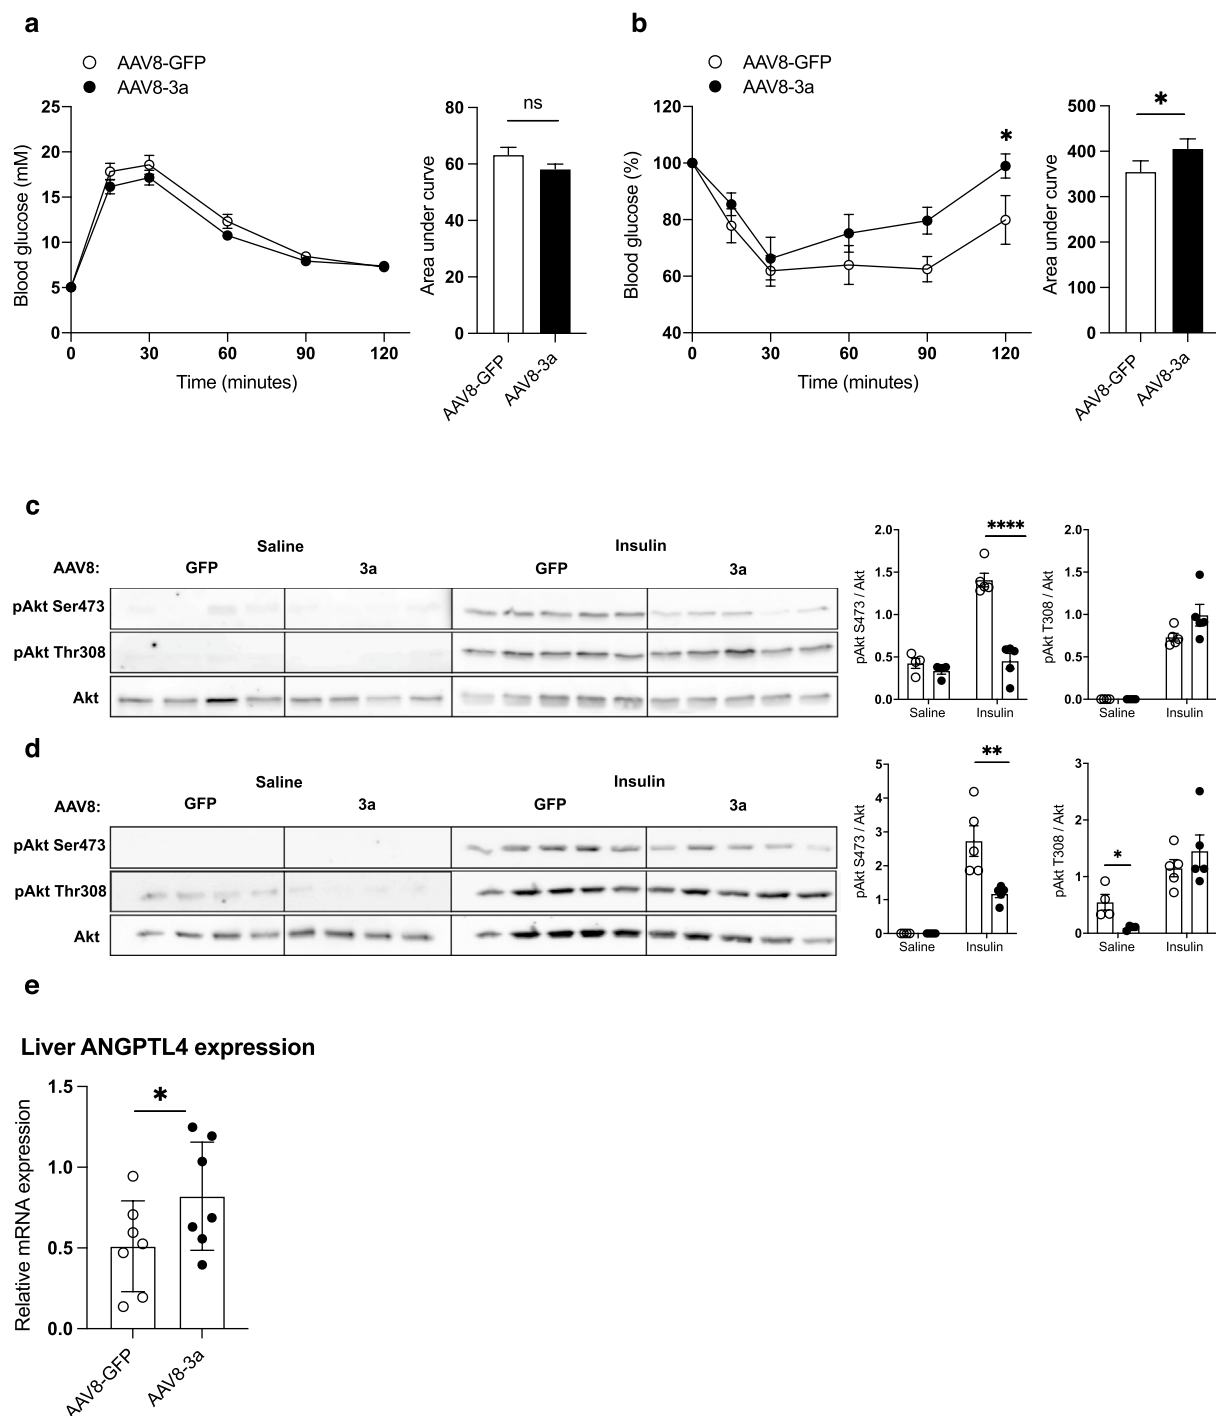 a
AAV8-GFP
AAV8-3a
25
20
15
10
5
0
Blood glucose (mM)
0 30 60 90 120
Time (minutes)
80
60
40
20
0
Area under curve
ns
AAV8-GFP
AAV8-3a
b
AAV8-GFP
AAV8-3a
120
100
80
60
40
Blood glucose (%)
*
0 30 60 90 120
Time (minutes)
500
400
300
200
100
0
Area under curve
*
AAV8-GFP
AAV8-3a
c
Saline Insulin
AAV8: GFP 3a GFP 3a
pAkt Ser473
pAkt Thr308
Akt
2.0
1.5
1.0
0.5
0.0
pAkt S473 / Akt
****
Saline Insulin
2.0
1.5
1.0
0.5
0.0
pAkt T308 / Akt
Saline Insulin
d
Saline Insulin
AAV8: GFP 3a GFP 3a
pAkt Ser473
pAkt Thr308
Akt
5
4
3
2
1
0
pAkt S473 / Akt
**
Saline Insulin
3
2
1
0
pAkt T308 / Akt
*
Saline Insulin
e
Liver ANGPTL4 expression
1.5
1.0
0.5
0.0
Relative mRNA expression
*
AAV8-GFP
AAV8-3a